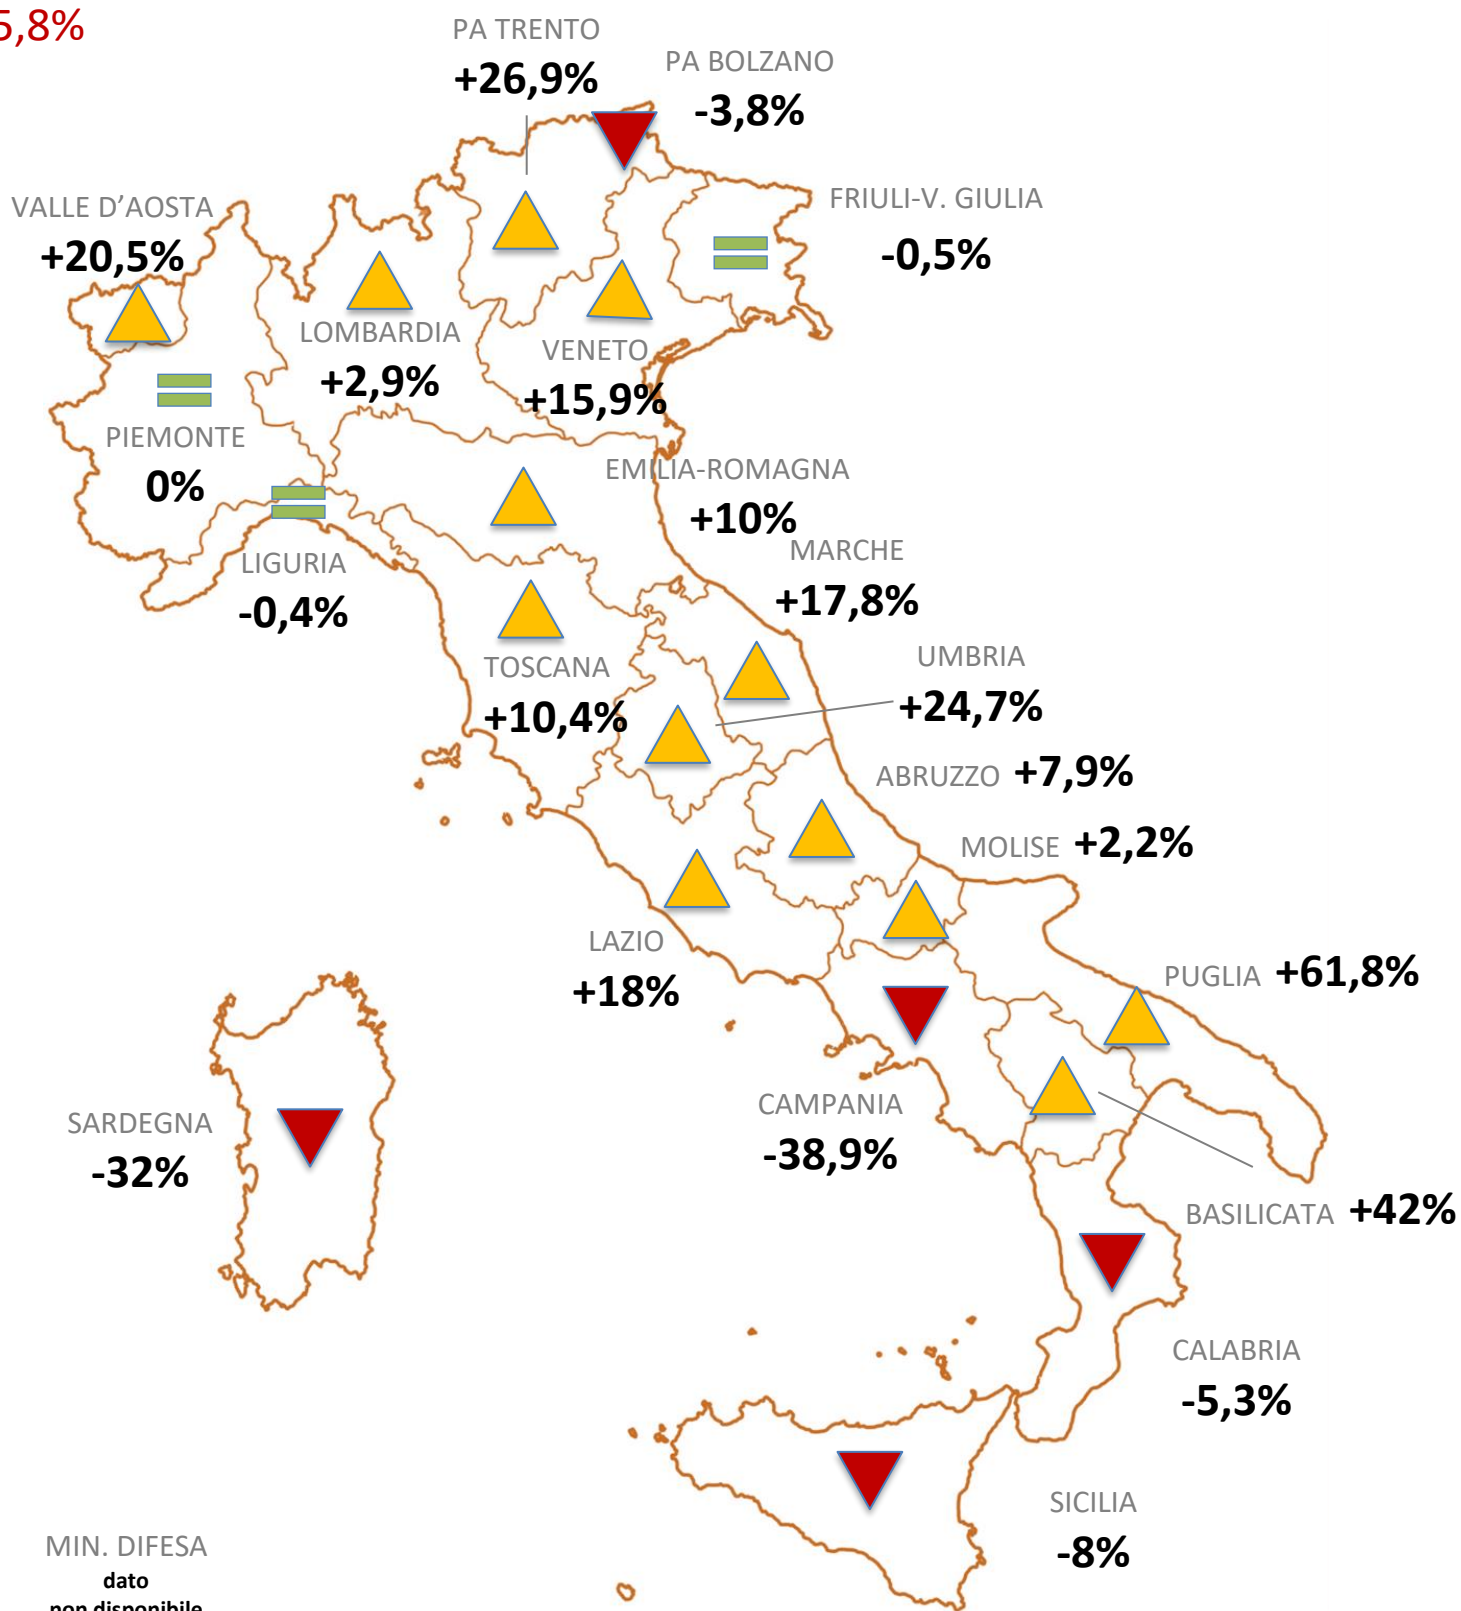 5,8%
PA TRENTO
+26,9%
PA BOLZANO
-3,8%
VALLE D’AOSTA
+20,5%
FRIULI-V. GIULIA
-0,5%
LOMBARDIA
+2,9%
VENETO
+15,9%
PIEMONTE
0%
EMILIA-ROMAGNA
+10%
LIGURIA
-0,4%
MARCHE
+17,8%
TOSCANA
+10,4%
UMBRIA
+24,7%
ABRUZZO +7,9%
MOLISE +2,2%
LAZIO
+18%
PUGLIA +61,8%
CAMPANIA
-38,9%
SARDEGNA
-32%
BASILICATA +42%
CALABRIA
-5,3%
SICILIA
-8%
MIN. DIFESA
dato
non disponibile